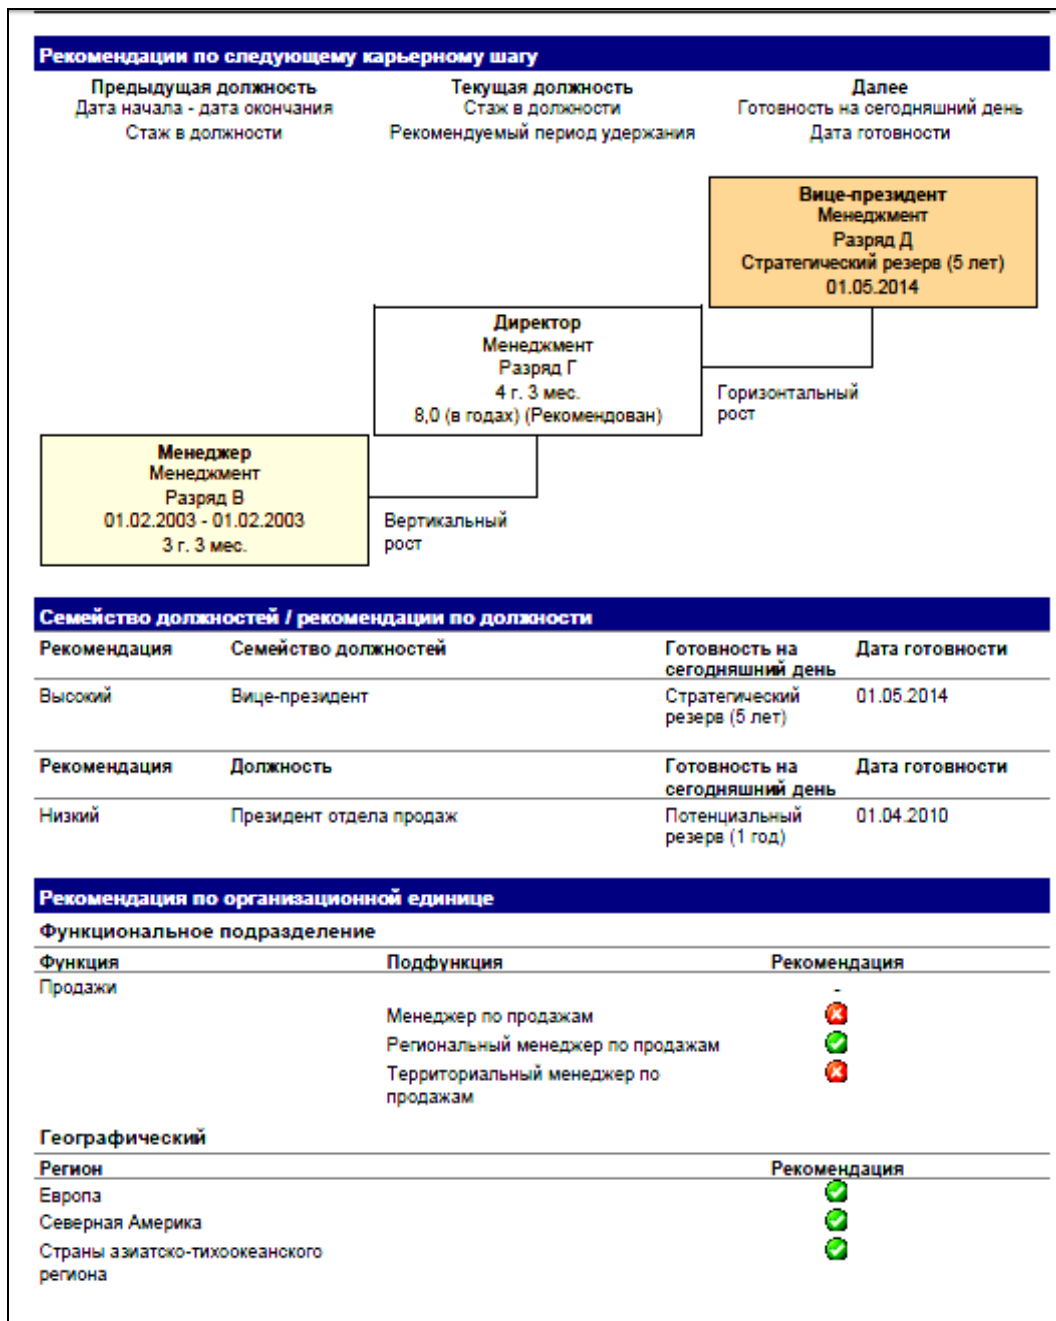 Рекомендации по следующему карьерному шагу
Предыдущая должность Текущая должность Далее
Дата начала - дата окончания Стаж в должности Готовность на сегодняшний день
Стаж в должности Рекомендуемый период удержания Дата готовности
Вице-президент
Менеджмент
Разряд Д
Стратегический резерв (5 лет)
01.05.2014
Директор
Менеджмент
Разряд Г
4 г. 3 мес.
8,0 (в годах) (Рекомендован)
Горизонтальный
рост
Менеджер
Менеджмент
Разряд В
01.02.2003 - 01.02.2003
3 г. 3 мес.
Вертикальный
рост
Семейство должностей / рекомендации по должности
Рекомендация Семейство должностей Готовность на Дата готовности
сегодняшний день
Высокий Вице-президент Стратегический 01.05.2014
резерв (5 лет)
Рекомендация Должность Готовность на Дата готовности
сегодняшний день
Низкий Президент отдела продаж Потенциальный 01.04.2010
резерв (1 год)
Рекомендация по организационной единице
Функциональное подразделение
Функция Подфункция Рекомендация
Продажи -
Менеджер по продажам
Региональный менеджер по продажам
Территориальный менеджер по
продажам
Географический
Регион Рекомендация
Европа
Северная Америка
Страны азиатско-тихоокеанского
региона